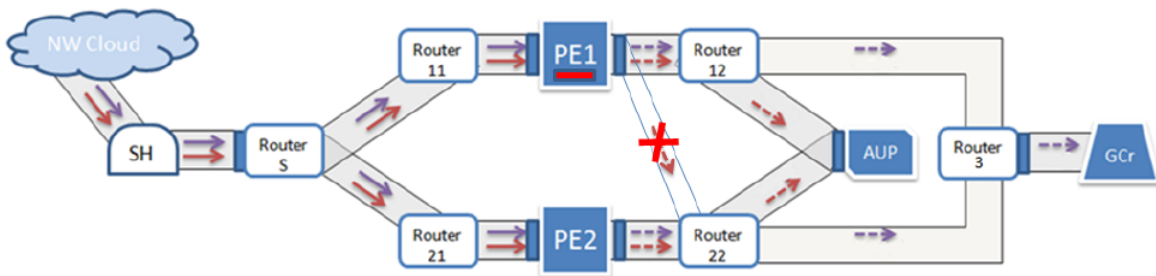 NW Cloud
SH
Router
S
Router
11
PE1
Router
12
Router
21
PE2
Router
22
AUP
Router
3
GCr